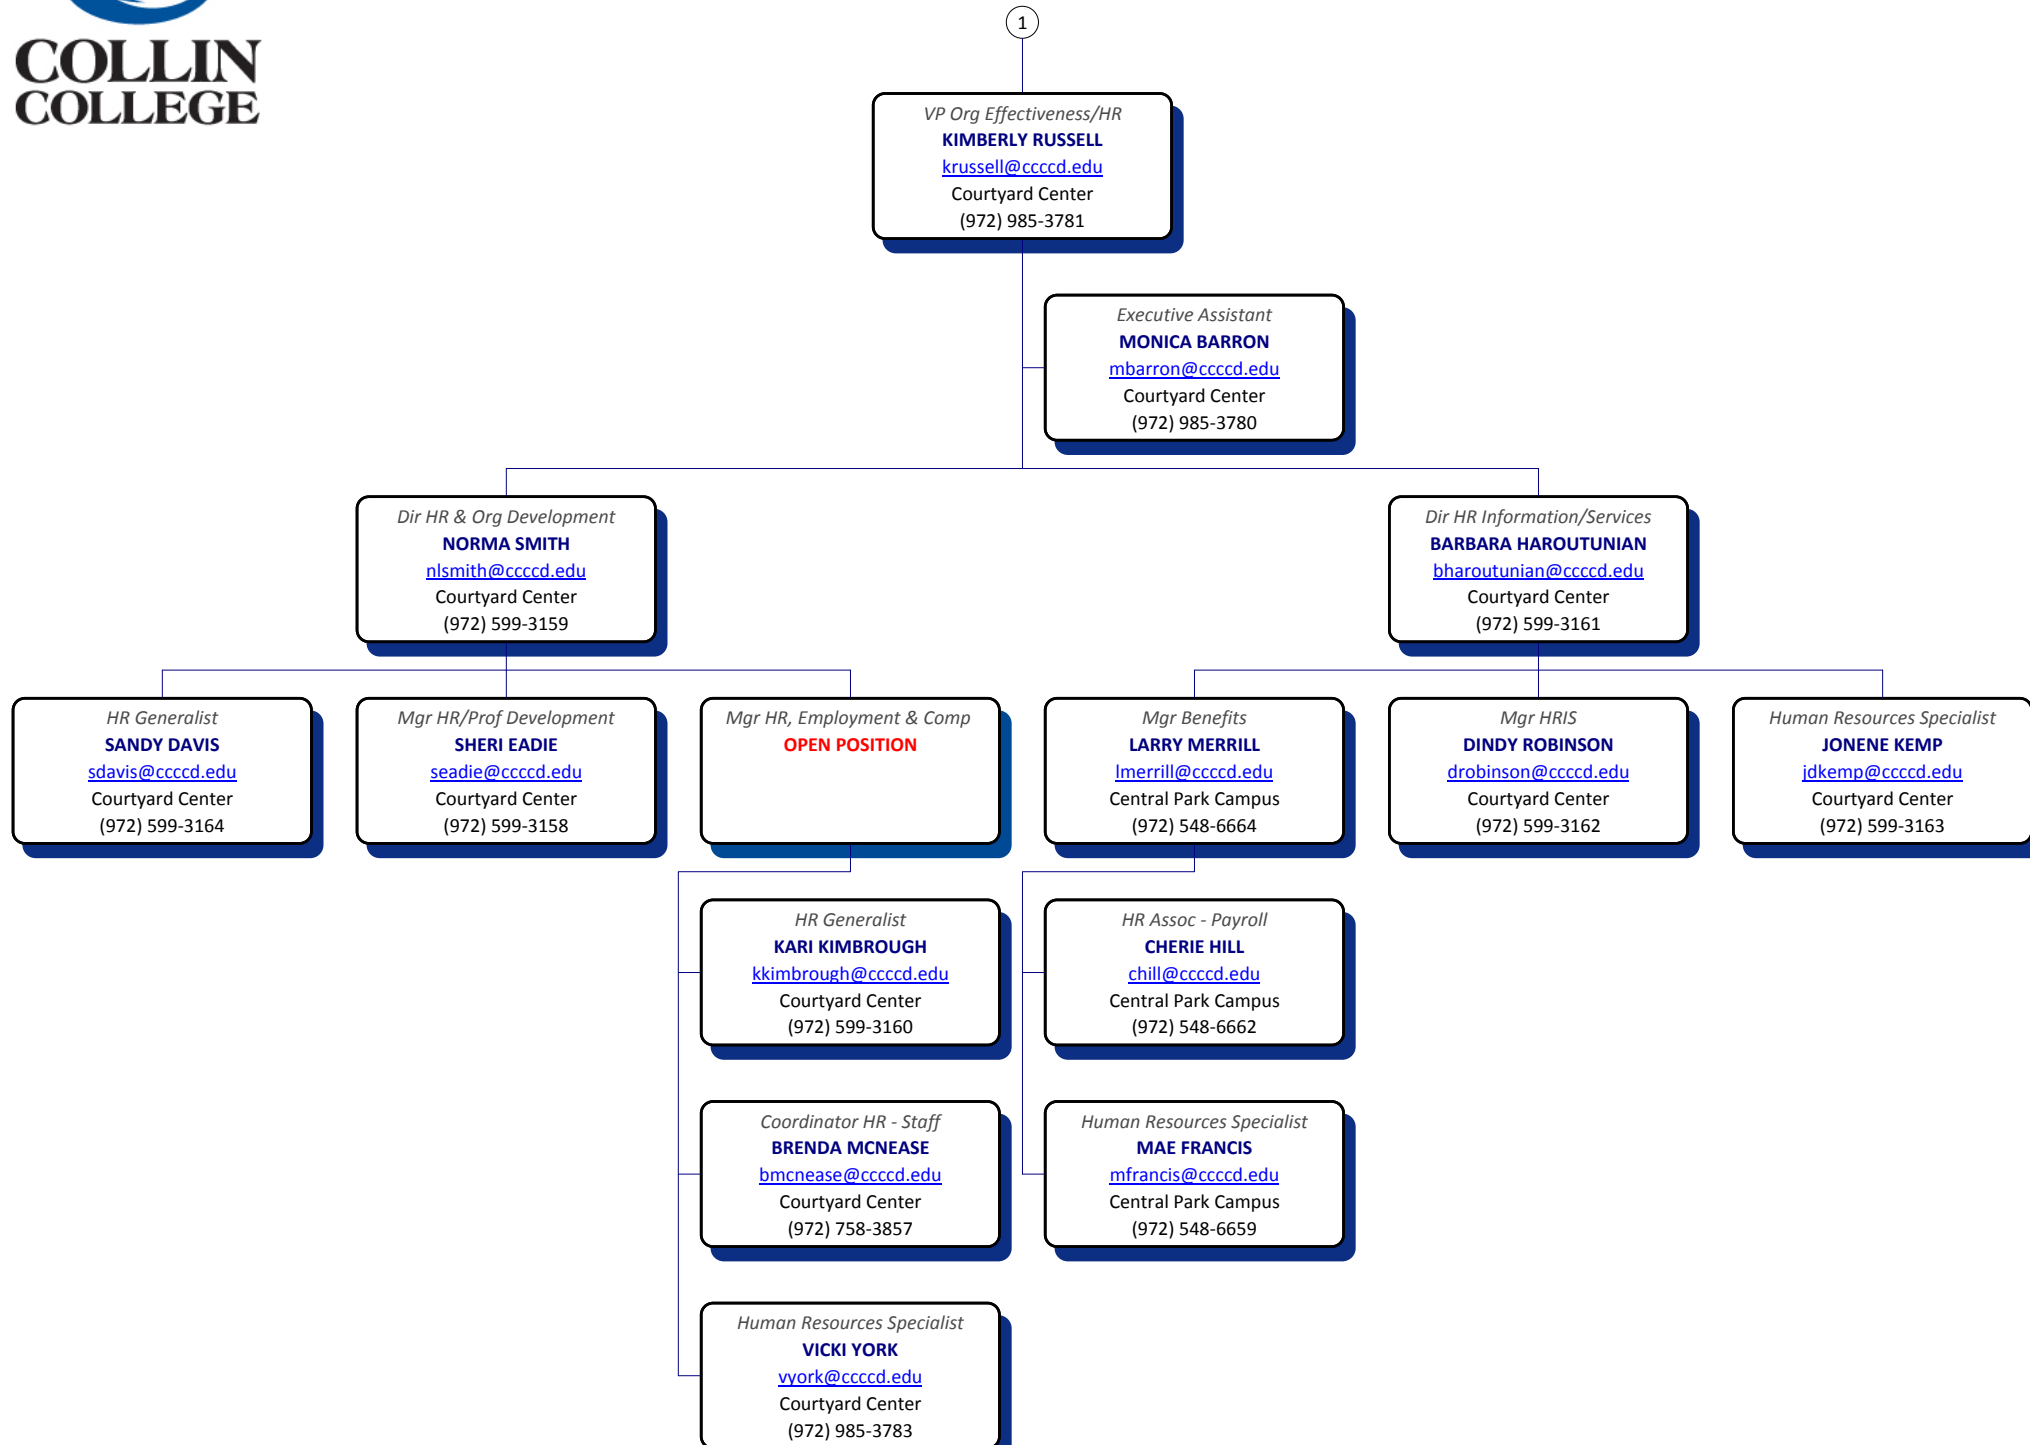 COLLIN
COLLEGE
1
VP Org Effectiveness/HR
KIMBERLY RUSSELL
krussell@ccccd.edu
Courtyard Center
(972) 985-3781
Executive Assistant
MONICA BARRON
mbarron@ccccd.edu
Courtyard Center
(972) 985-3780
Dir HR & Org Development
NORMA SMITH
nlsmith@ccccd.edu
Courtyard Center
(972) 599-3159
Dir HR Information/Services
BARBARA HAROUTUNIAN
bharoutunian@ccccd.edu
Courtyard Center
(972) 599-3161
HR Generalist
SANDY DAVIS
sdavis@ccccd.edu
Courtyard Center
(972) 599-3164
Mgr HR/Prof Development
SHERI EADIE
seadie@ccccd.edu
Courtyard Center
(972) 599-3158
Mgr HR, Employment & Comp
OPEN POSITION
Mgr Benefits
LARRY MERRILL
lmerrill@ccccd.edu
Central Park Campus
(972) 548-6664
Mgr HRIS
DINDY ROBINSON
drobinson@ccccd.edu
Courtyard Center
(972) 599-3162
Human Resources Specialist
JONENE KEMP
jdkemp@ccccd.edu
Courtyard Center
(972) 599-3163
HR Generalist
KARI KIMBROUGH
kkimbrough@ccccd.edu
Courtyard Center
(972) 599-3160
HR Assoc - Payroll
CHERIE HILL
chill@ccccd.edu
Central Park Campus
(972) 548-6662
Coordinator HR - Staff
BRENDA MCNEASE
bmcnease@ccccd.edu
Courtyard Center
(972) 758-3857
Human Resources Specialist
MAE FRANCIS
mfrancis@ccccd.edu
Central Park Campus
(972) 548-6659
Human Resources Specialist
VICKI YORK
vyork@ccccd.edu
Courtyard Center
(972) 985-3783